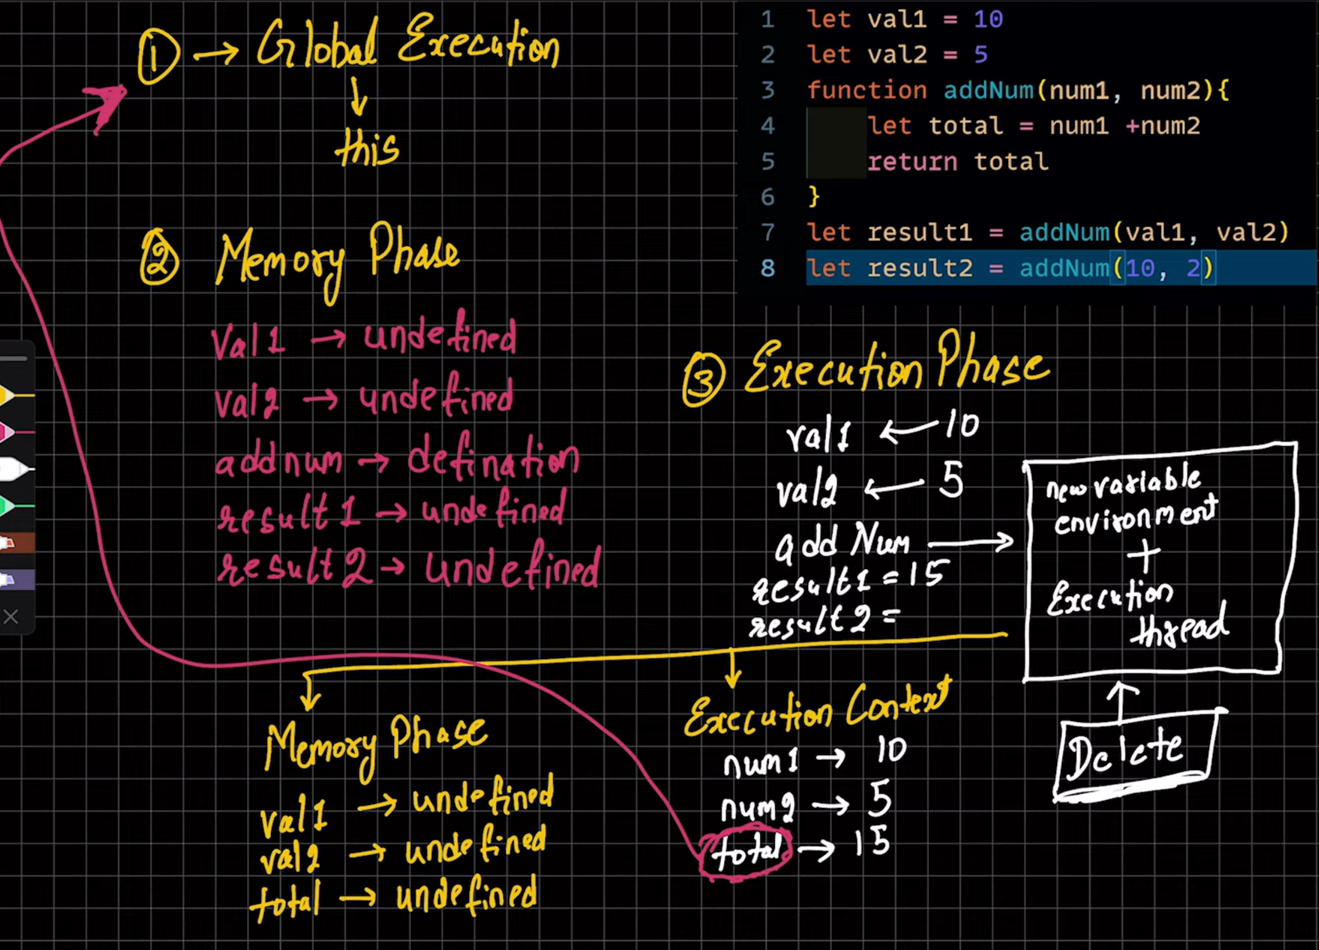 ① → Global Execution
↓
this
② Memory Phase
Val1 → undefined
val2 → undefined
addnum → defination
result1 → undefined
result2 → undefined
1 let val1 = 10
2 let val2 = 5
3 function addNum(num1, num2){
4 let total = num1 +num2
5 return total
6 }
7 let result1 = addNum(val1, val2)
8 let result2 = addNum(10, 2)
③ Execution Phase
val1 ← 10
val2 ← 5
add Num →
result1 = 15
result2 =
new variable
environment
+
Execution
thread
Delete
Memory Phase
val1 → undefined
val2 → undefined
total → undefined
Execution Context
num1 → 10
num2 → 5
total → 15